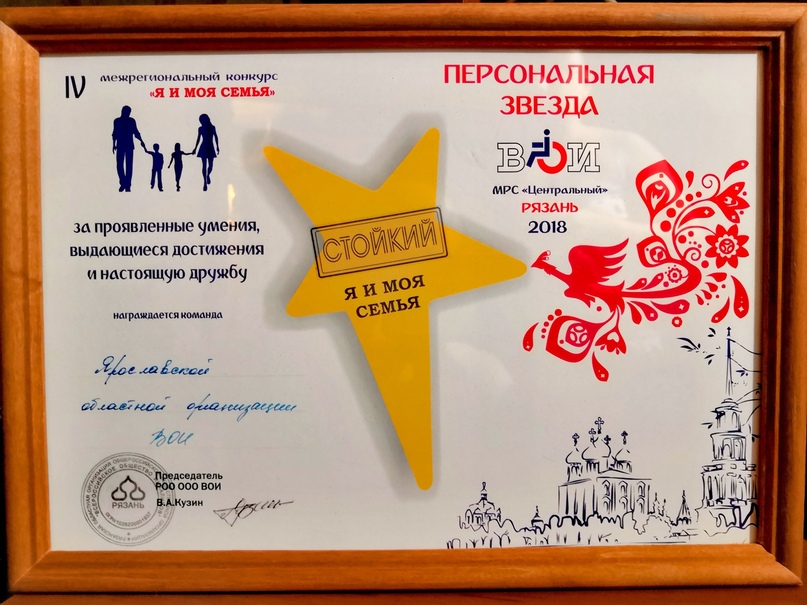 IV межрегиональный конкурс
«Я И МОЯ СЕМЬЯ»
за проявленные умения,
выдающиеся достижения
и настоящую дружбу
награждается команда
Ярославской
областной организации
ВОИ
Председатель
РОО ООО ВОИ
В.А.Кузин
РЯЗАНЬ
СТОЙКИЙ
Я И МОЯ
СЕМЬЯ
ПЕРСОНАЛЬНАЯ
ЗВЕЗДА
ВОИ
МРС «Центральный»
РЯЗАНЬ
2018